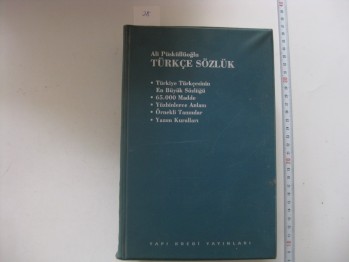 28
Ali Püsküllüoğlu
TÜRKÇE SÖZLÜK
• Türkiye Türkçesinin
En Büyük Sözlüğü
• 65.000 Madde
• Yüzbinlerce Anlam
• Örnekli Tanımlar
• Yazım Kuralları
YAPI KREDİ YAYINLARI